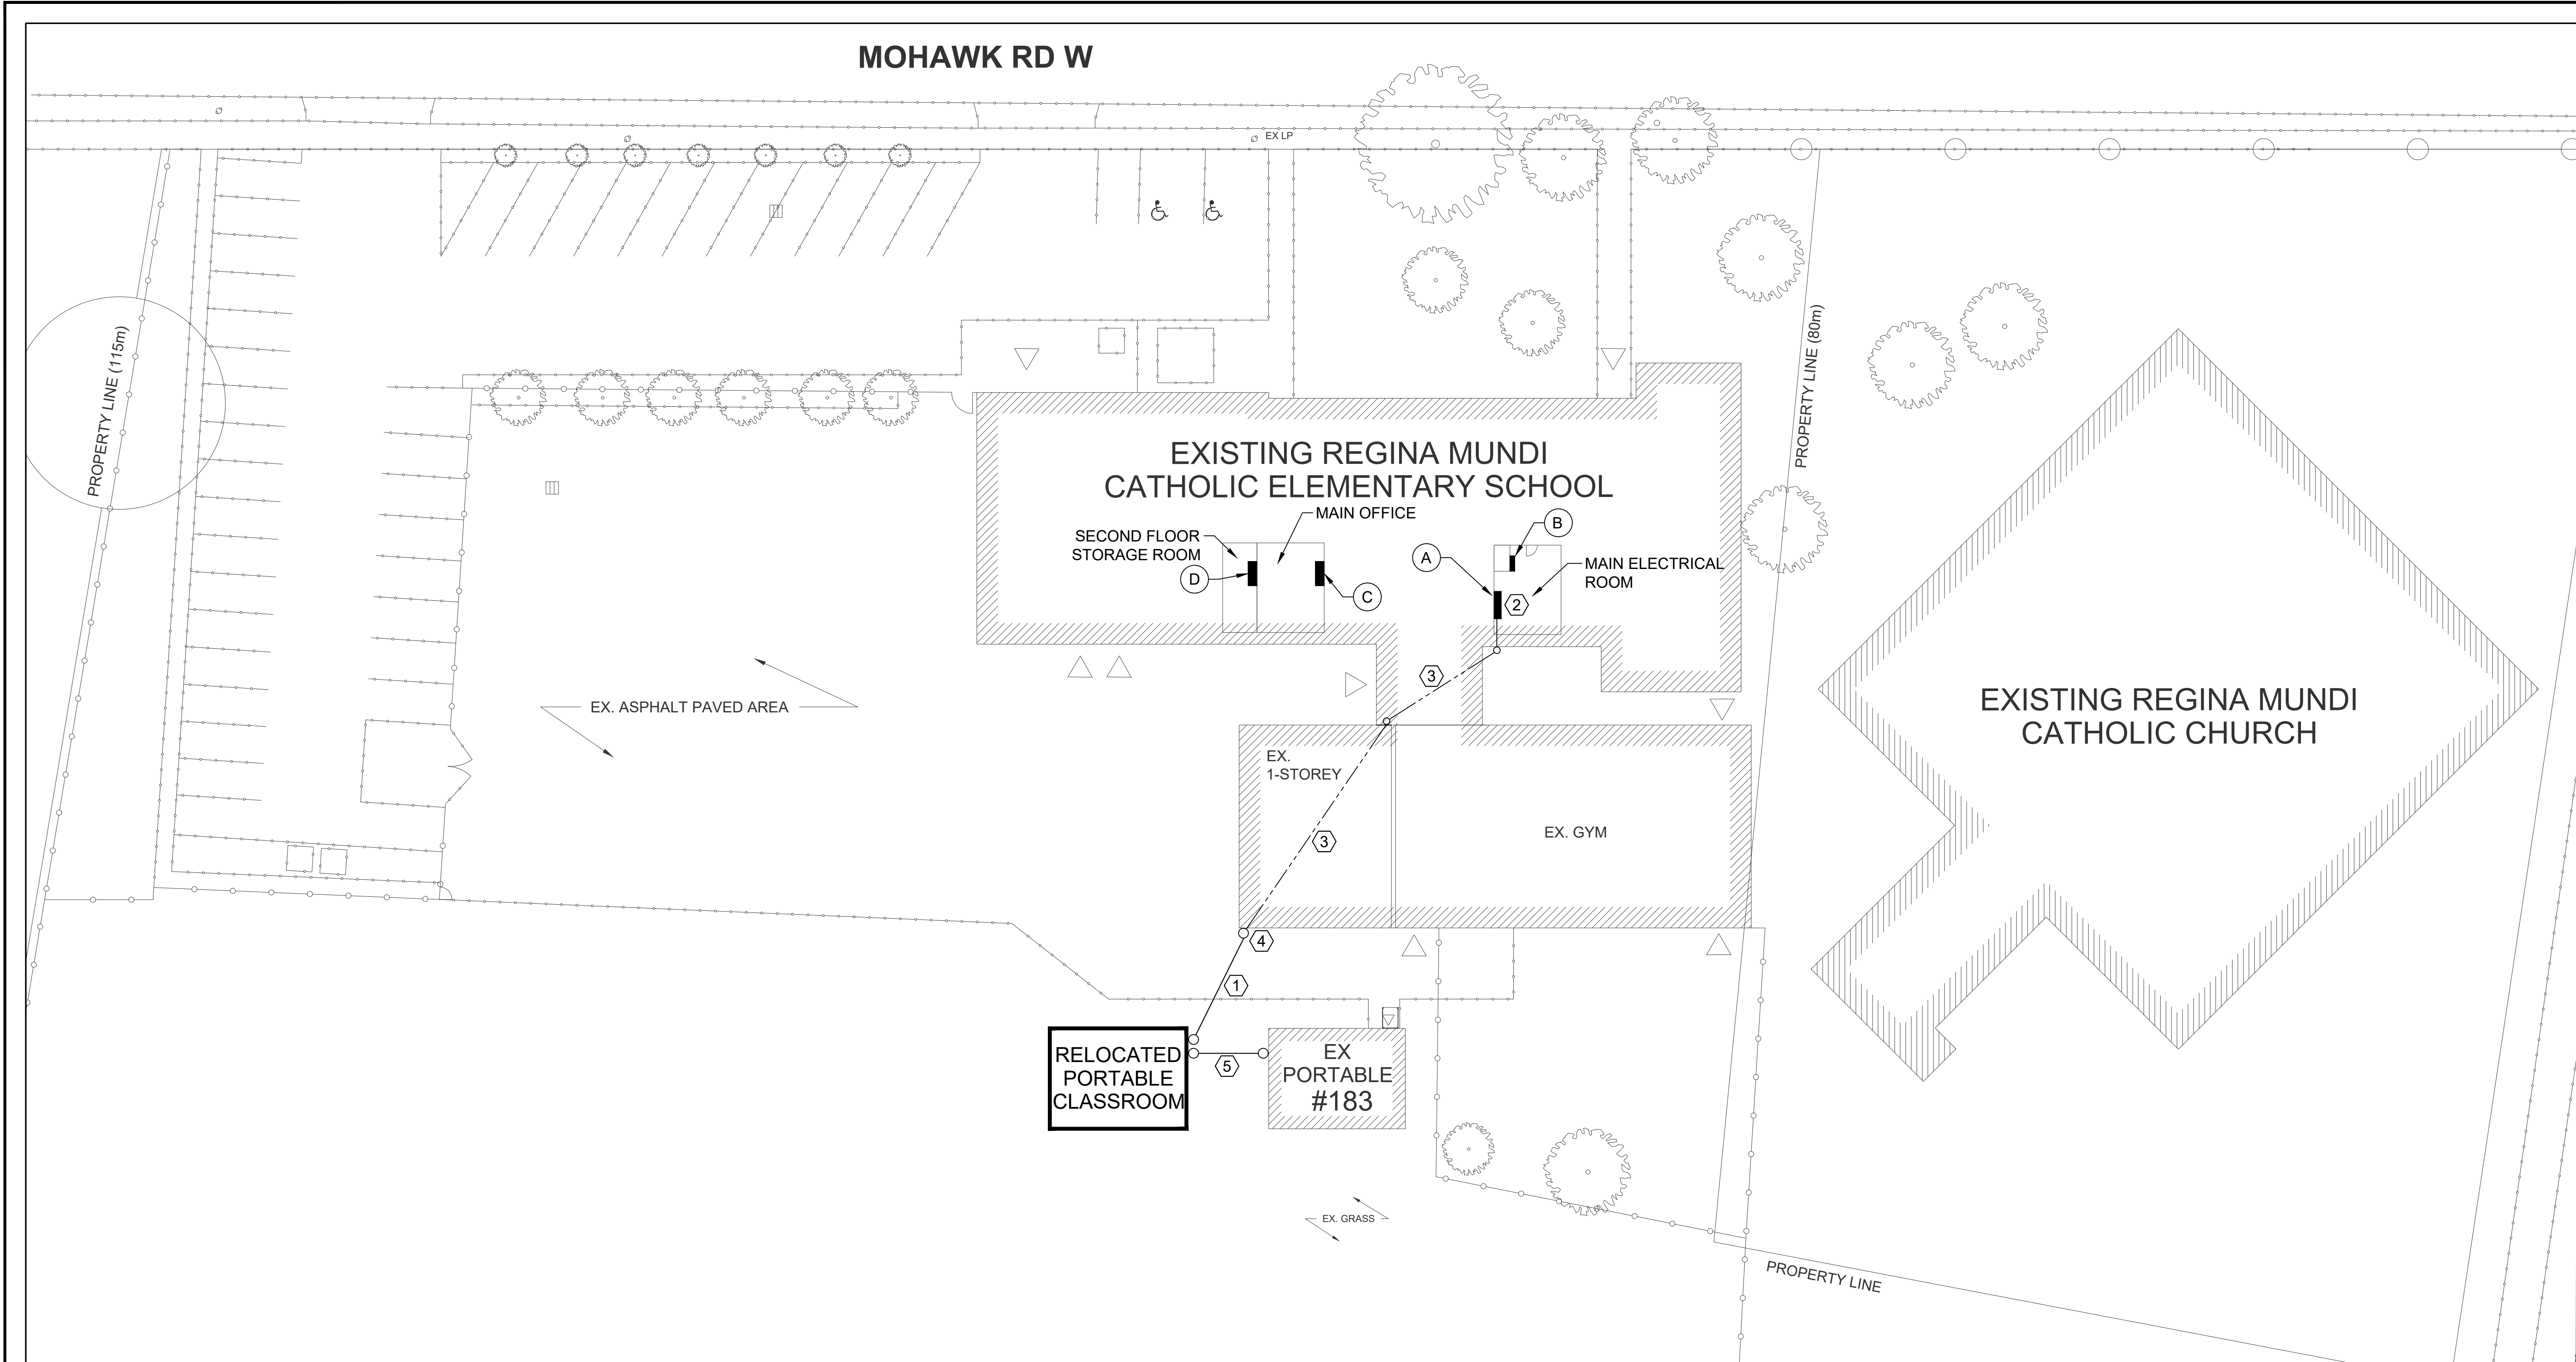 MOHAWK RD W
EX LP
PROPERTY LINE (115m)
PROPERTY LINE (80m)
EXISTING REGINA MUNDI
CATHOLIC ELEMENTARY SCHOOL
MAIN OFFICE
SECOND FLOOR
STORAGE ROOM
D
C
A
B
2
MAIN ELECTRICAL
ROOM
3
EX. ASPHALT PAVED AREA
EX.
1-STOREY
3
EX. GYM
EXISTING REGINA MUNDI
CATHOLIC CHURCH
4
1
5
RELOCATED
PORTABLE
CLASSROOM
EX
PORTABLE
#183
EX. GRASS
PROPERTY LINE